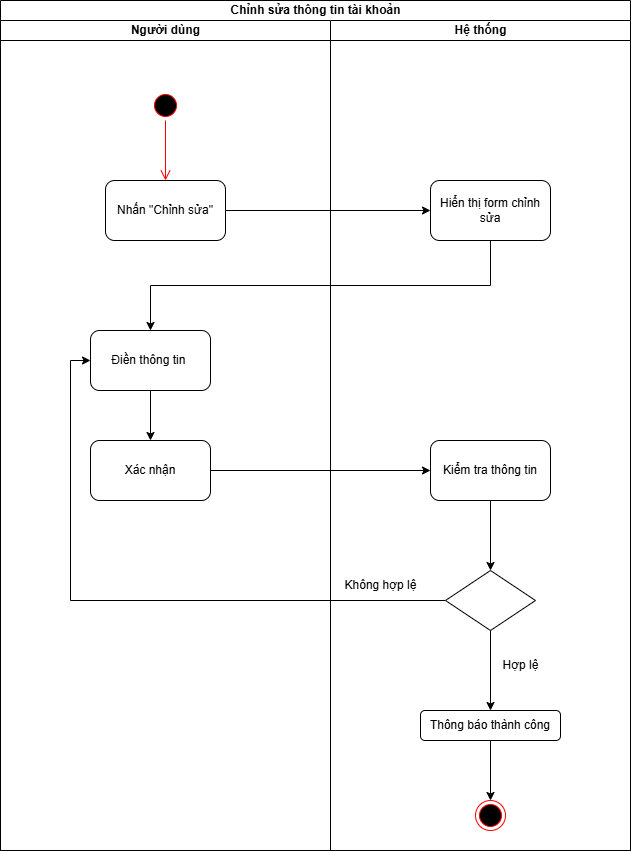 Chỉnh sửa thông tin tài khoản
Người dùng
Hệ thống
Nhấn "Chỉnh sửa"
Hiển thị form chỉnh
sửa
Điền thông tin
Xác nhận
Kiểm tra thông tin
Không hợp lệ
Hợp lệ
Thông báo thành công